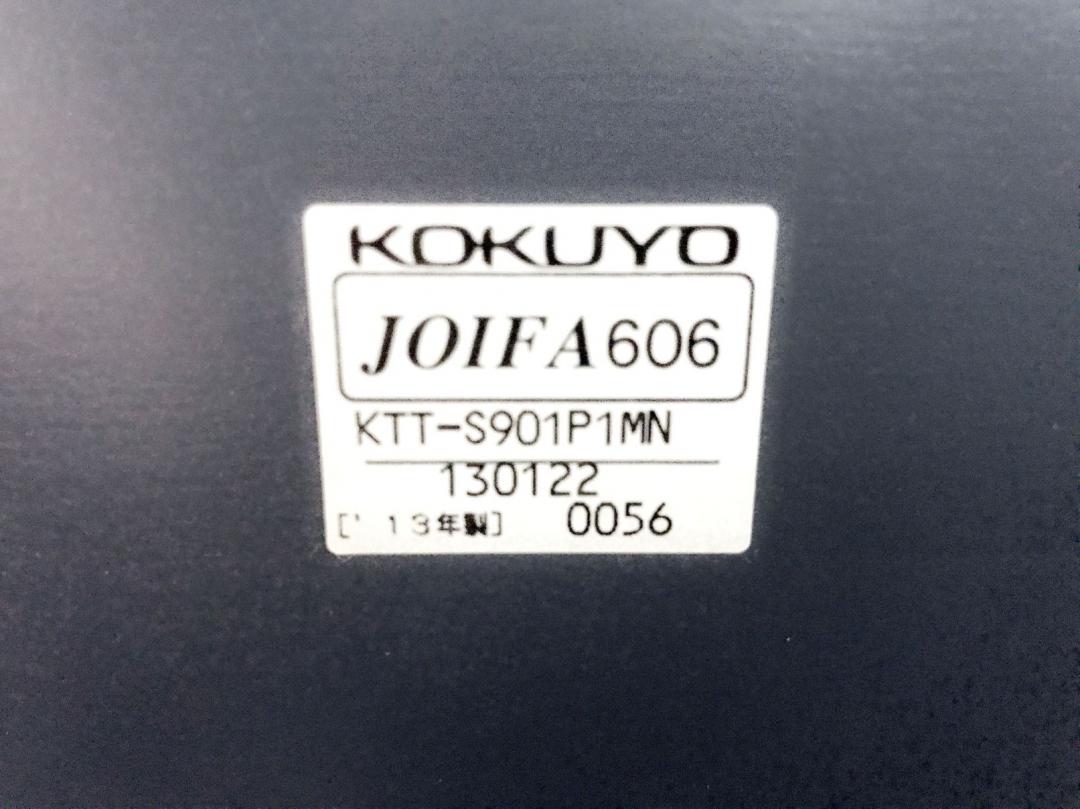 KOKUYO
JOIFA606
KTT-S901P1MN
130122
['13年製] 0056